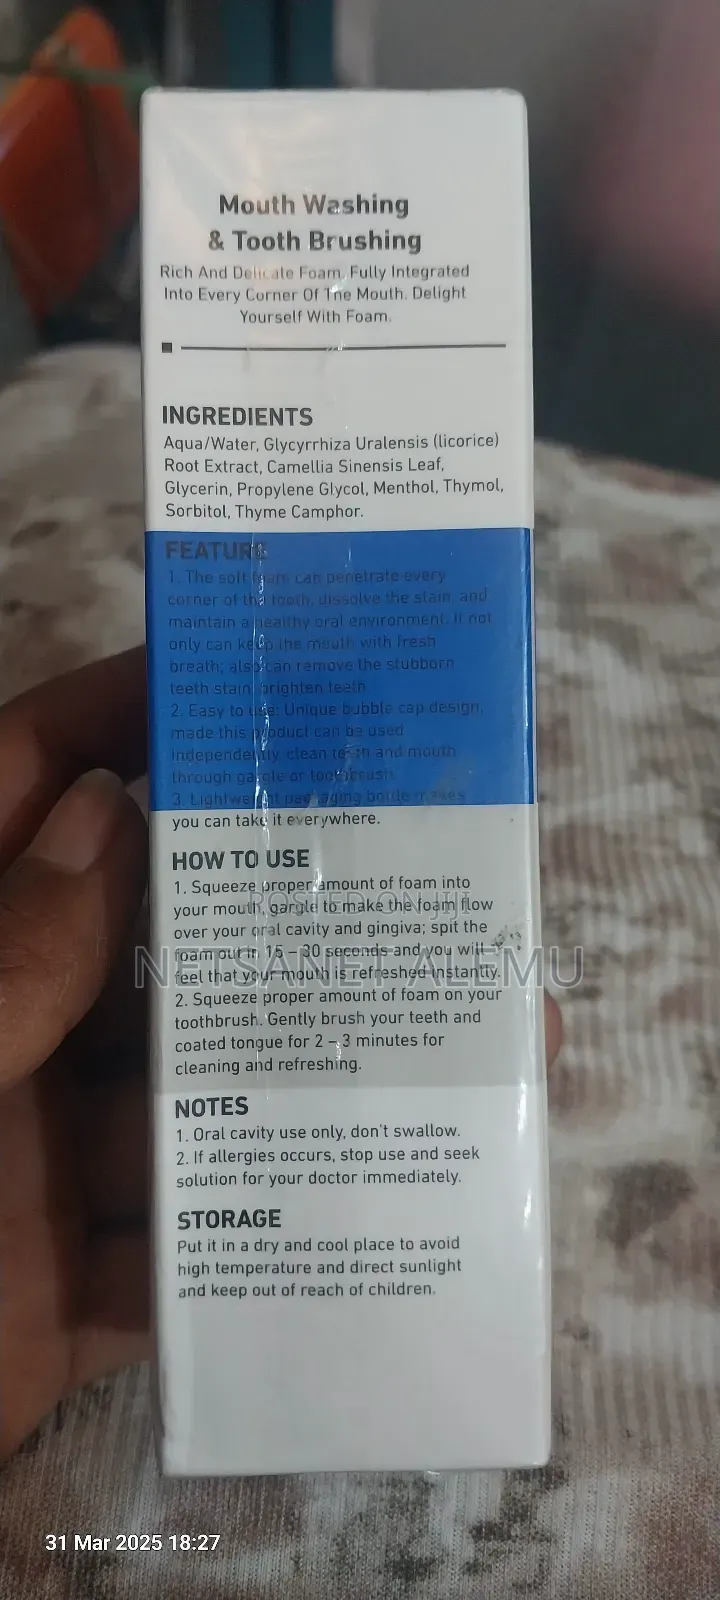 Mouth Washing
& Tooth Brushing
Rich And Delicate Foam. Fully Integrated
Into Every Corner Of The Mouth. Delight
Yourself With Foam.
INGREDIENTS
Aqua/Water, Glycyrrhiza Uralensis (licorice)
Root Extract, Camellia Sinensis Leaf,
Glycerin, Propylene Glycol, Menthol, Thymol,
Sorbitol, Thyme Camphor.
FEATURE
1. The soft foam can penetrate every
corner of the tooth, dissolve the stain, and
maintain a healthy oral environment. It not
only can keep the mouth with fresh
breath; also can remove the stubborn
teeth stain, brighten teeth
2. Easy to use: Unique bubble cap design,
made this product can be used
independently, clean teeth and mouth
through gargle or toothbrush.
3. Lightweight packaging bottle makes
you can take it everywhere.
HOW TO USE
1. Squeeze proper amount of foam into
your mouth, gargle to make the foam flow
over your oral cavity and gingiva; spit the
foam out in 15 – 30 seconds and you will
feel that your mouth is refreshed instantly.
2. Squeeze proper amount of foam on your
toothbrush. Gently brush your teeth and
coated tongue for 2 – 3 minutes for
cleaning and refreshing.
POSTED ON JIJI
NETSANET ALEMU
NOTES
1. Oral cavity use only, don't swallow.
2. If allergies occurs, stop use and seek
solution for your doctor immediately.
STORAGE
Put it in a dry and cool place to avoid
high temperature and direct sunlight
and keep out of reach of children.
31 Mar 2025 18:27